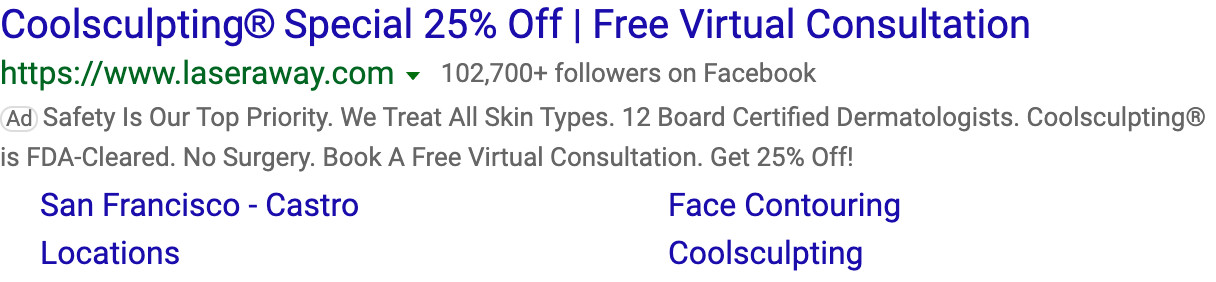 Coolsculpting® Special 25% Off | Free Virtual Consultation
https://www.laseraway.com 102,700+ followers on Facebook
Ad Safety Is Our Top Priority. We Treat All Skin Types. 12 Board Certified Dermatologists. Coolsculpting®
is FDA-Cleared. No Surgery. Book A Free Virtual Consultation. Get 25% Off!
San Francisco - Castro Face Contouring
Locations Coolsculpting